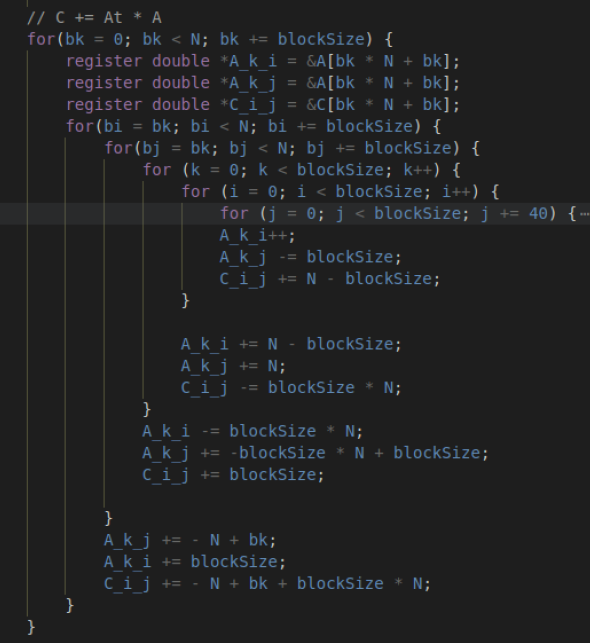 // C += At * A
for(bk = 0; bk < N; bk += blockSize) {
    register double *A_k_i = &A[bk * N + bk];
    register double *A_k_j = &A[bk * N + bk];
    register double *C_i_j = &C[bk * N + bk];
    for(bi = bk; bi < N; bi += blockSize) {
        for(bj = bk; bj < N; bj += blockSize) {
            for (k = 0; k < blockSize; k++) {
                for (i = 0; i < blockSize; i++) {
                    for (j = 0; j < blockSize; j += 40) {⋯
                    A_k_i++;
                    A_k_j -= blockSize;
                    C_i_j += N - blockSize;
                }

                A_k_i += N - blockSize;
                A_k_j += N;
                C_i_j -= blockSize * N;
            }
            A_k_i -= blockSize * N;
            A_k_j += -blockSize * N + blockSize;
            C_i_j += blockSize;

        }
        A_k_j += - N + bk;
        A_k_i += blockSize;
        C_i_j += - N + bk + blockSize * N;
    }
}